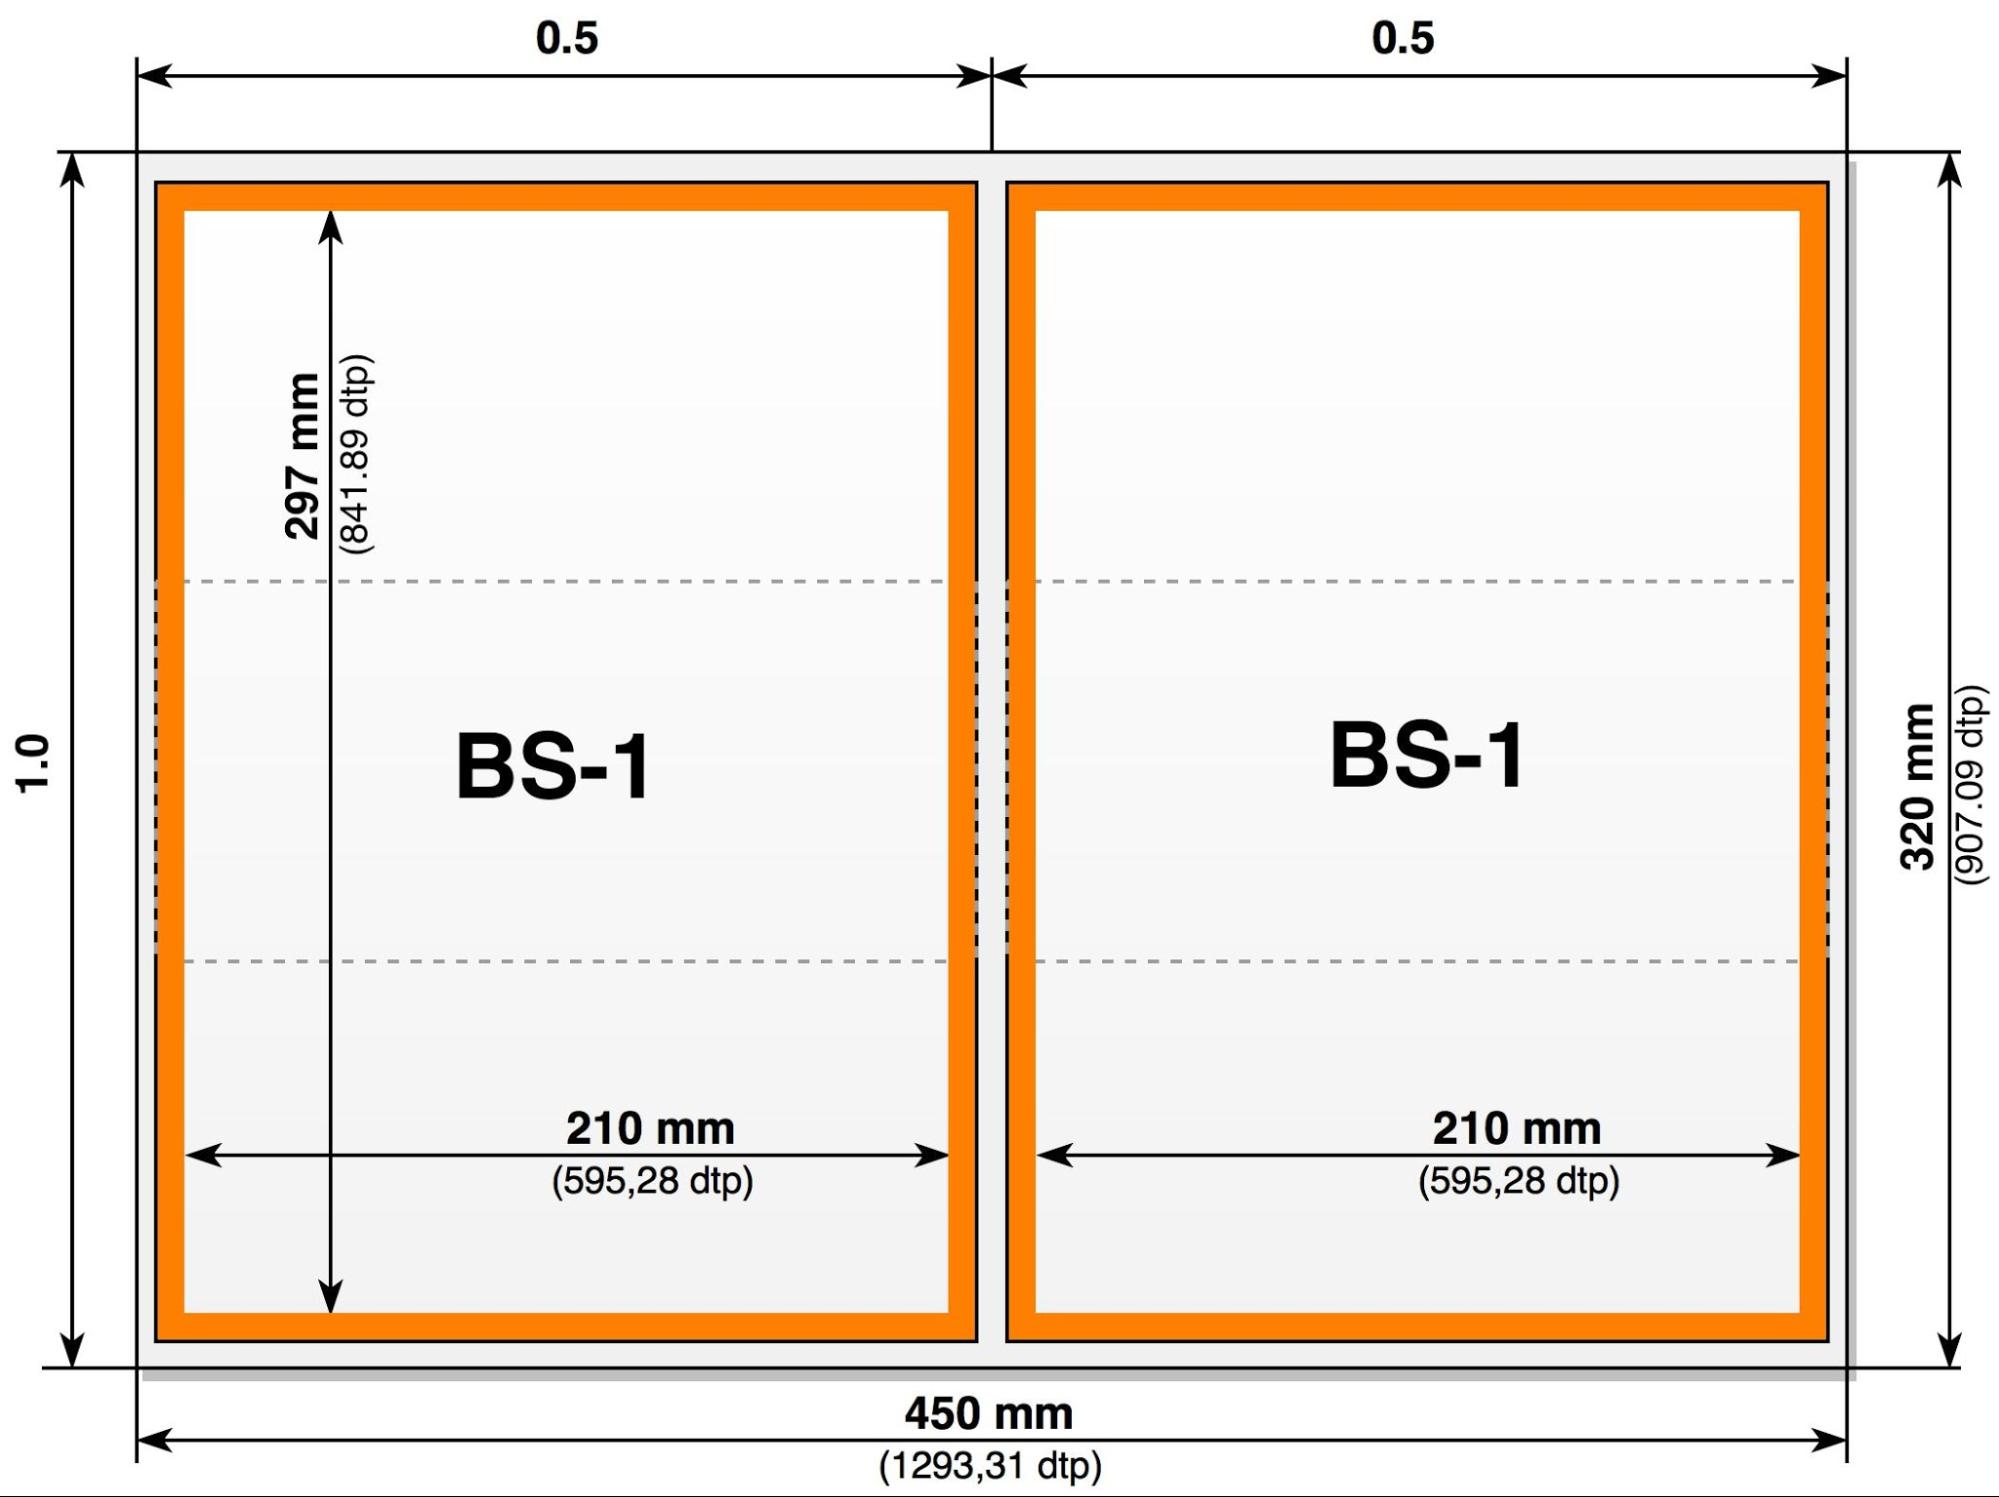 0.5
0.5
297 mm
(841.89 dtp)
1.0
BS-1
BS-1
320 mm
(907.09 dtp)
210 mm
(595,28 dtp)
210 mm
(595,28 dtp)
450 mm
(1293,31 dtp)